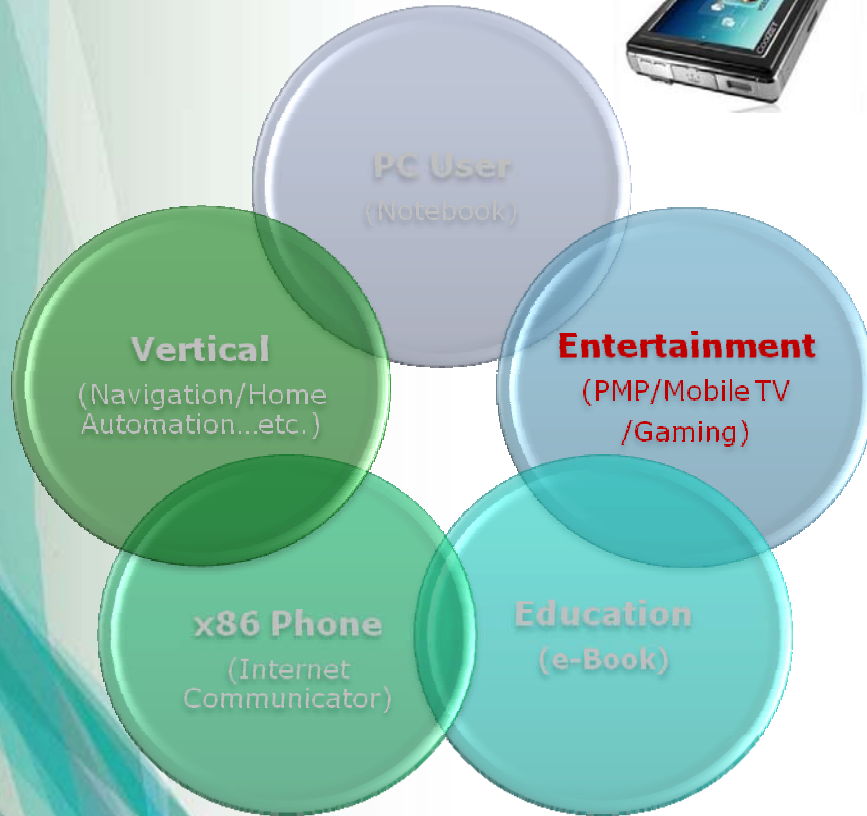 PC User
(Notebook)
Vertical
(Navigation/Home
Automation...etc.)
Entertainment
(PMP/Mobile TV
/Gaming)
x86 Phone
(Internet
Communicator)
Education
(e-Book)